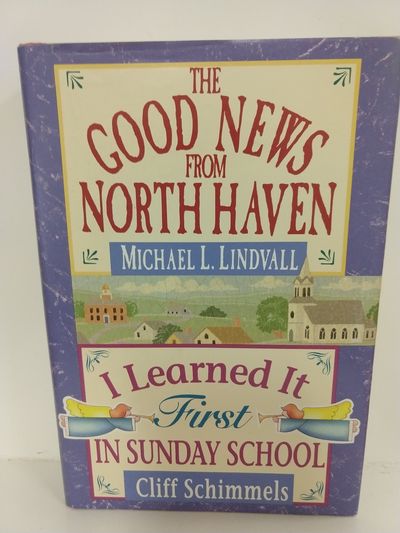 THE
GOOD NEWS
FROM
NORTH HAVEN
MICHAEL L. LINDVALL
I Learned It
First
IN SUNDAY SCHOOL
Cliff Schimmels